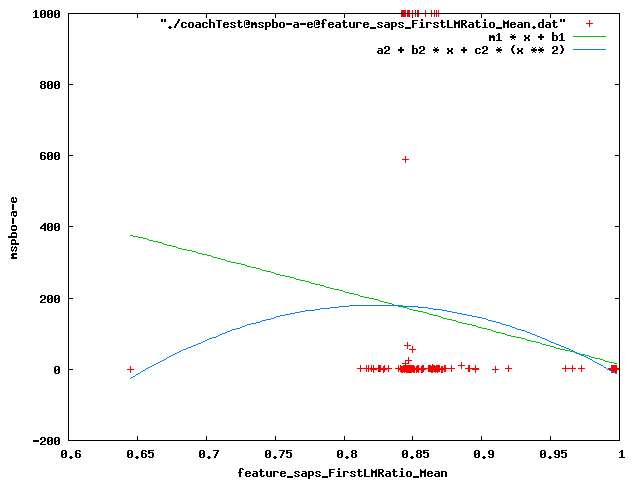 1000
"./coachTest@mspbo-a-e@feature_saps_FirstLMRatio_Mean.dat"
m1 * x + b1
a2 + b2 * x + c2 * (x ** 2)
800
600
400
200
0
-200
mspbo-a-e
0.6 0.65 0.7 0.75 0.8 0.85 0.9 0.95 1
feature_saps_FirstLMRatio_Mean